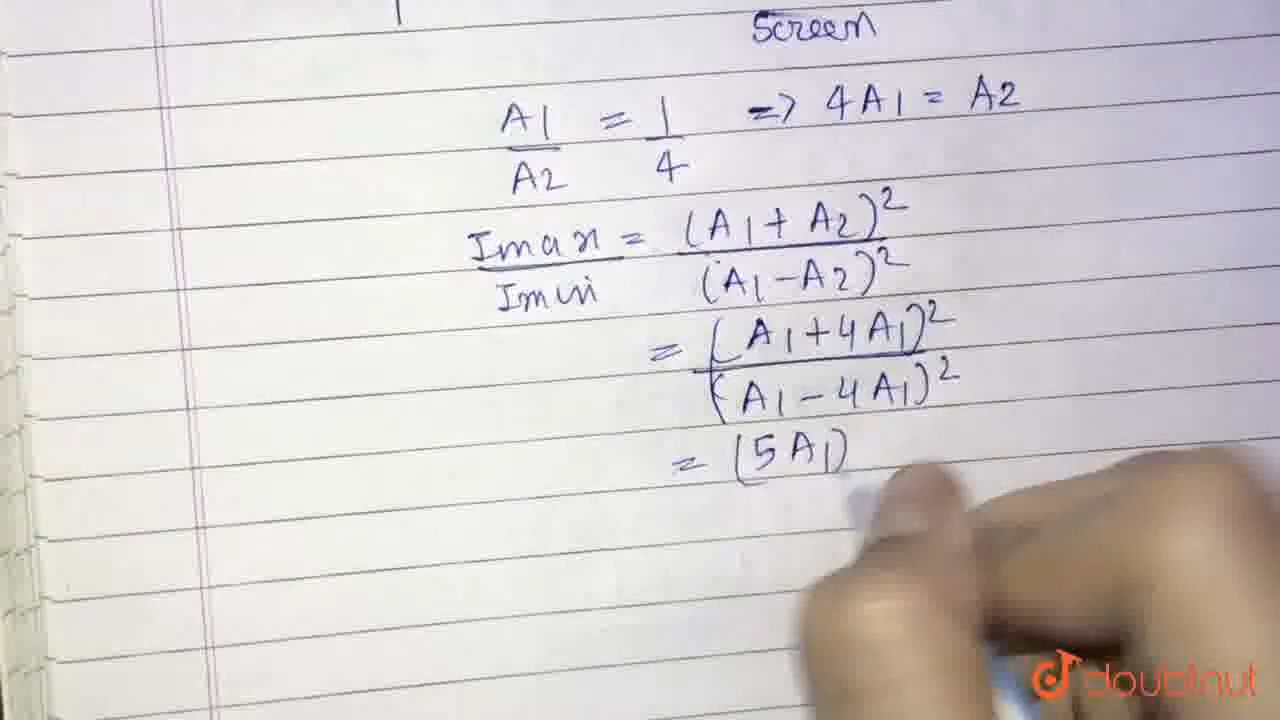 Screen
A1/A2 = 1/4 => 4A1 = A2
Imax/Imin = (A1 + A2)²/(A1 - A2)²
= (A1 + 4A1)²/(A1 - 4A1)²
= (5A1)
doubtnut